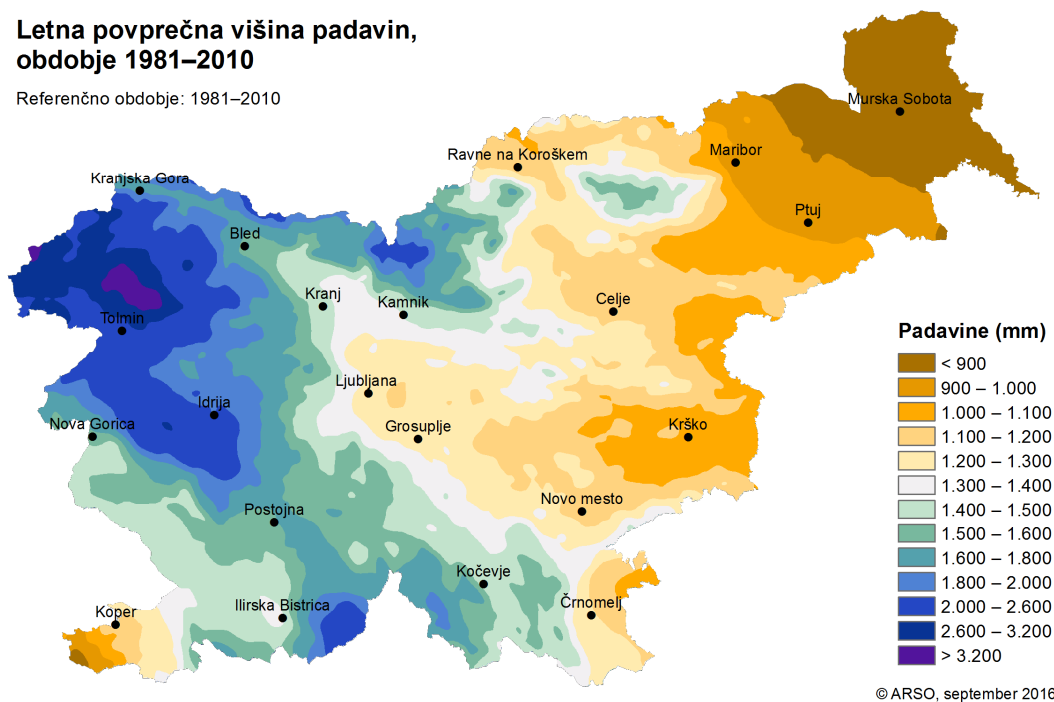 Letna povprečna višina padavin,
obdobje 1981–2010
Referenčno obdobje: 1981–2010
Murska Sobota
Maribor
Ravne na Koroškem
Kranjska Gora
Ptuj
Bled
Kranj
Kamnik
Celje
Tolmin
Ljubljana
Idrija
Nova Gorica
Grosuplje
Krško
Novo mesto
Postojna
Kočevje
Črnomelj
Koper
Ilirska Bistrica
Padavine (mm)
< 900
900 – 1.000
1.000 – 1.100
1.100 – 1.200
1.200 – 1.300
1.300 – 1.400
1.400 – 1.500
1.500 – 1.600
1.600 – 1.800
1.800 – 2.000
2.000 – 2.600
2.600 – 3.200
> 3.200
© ARSO, september 2016